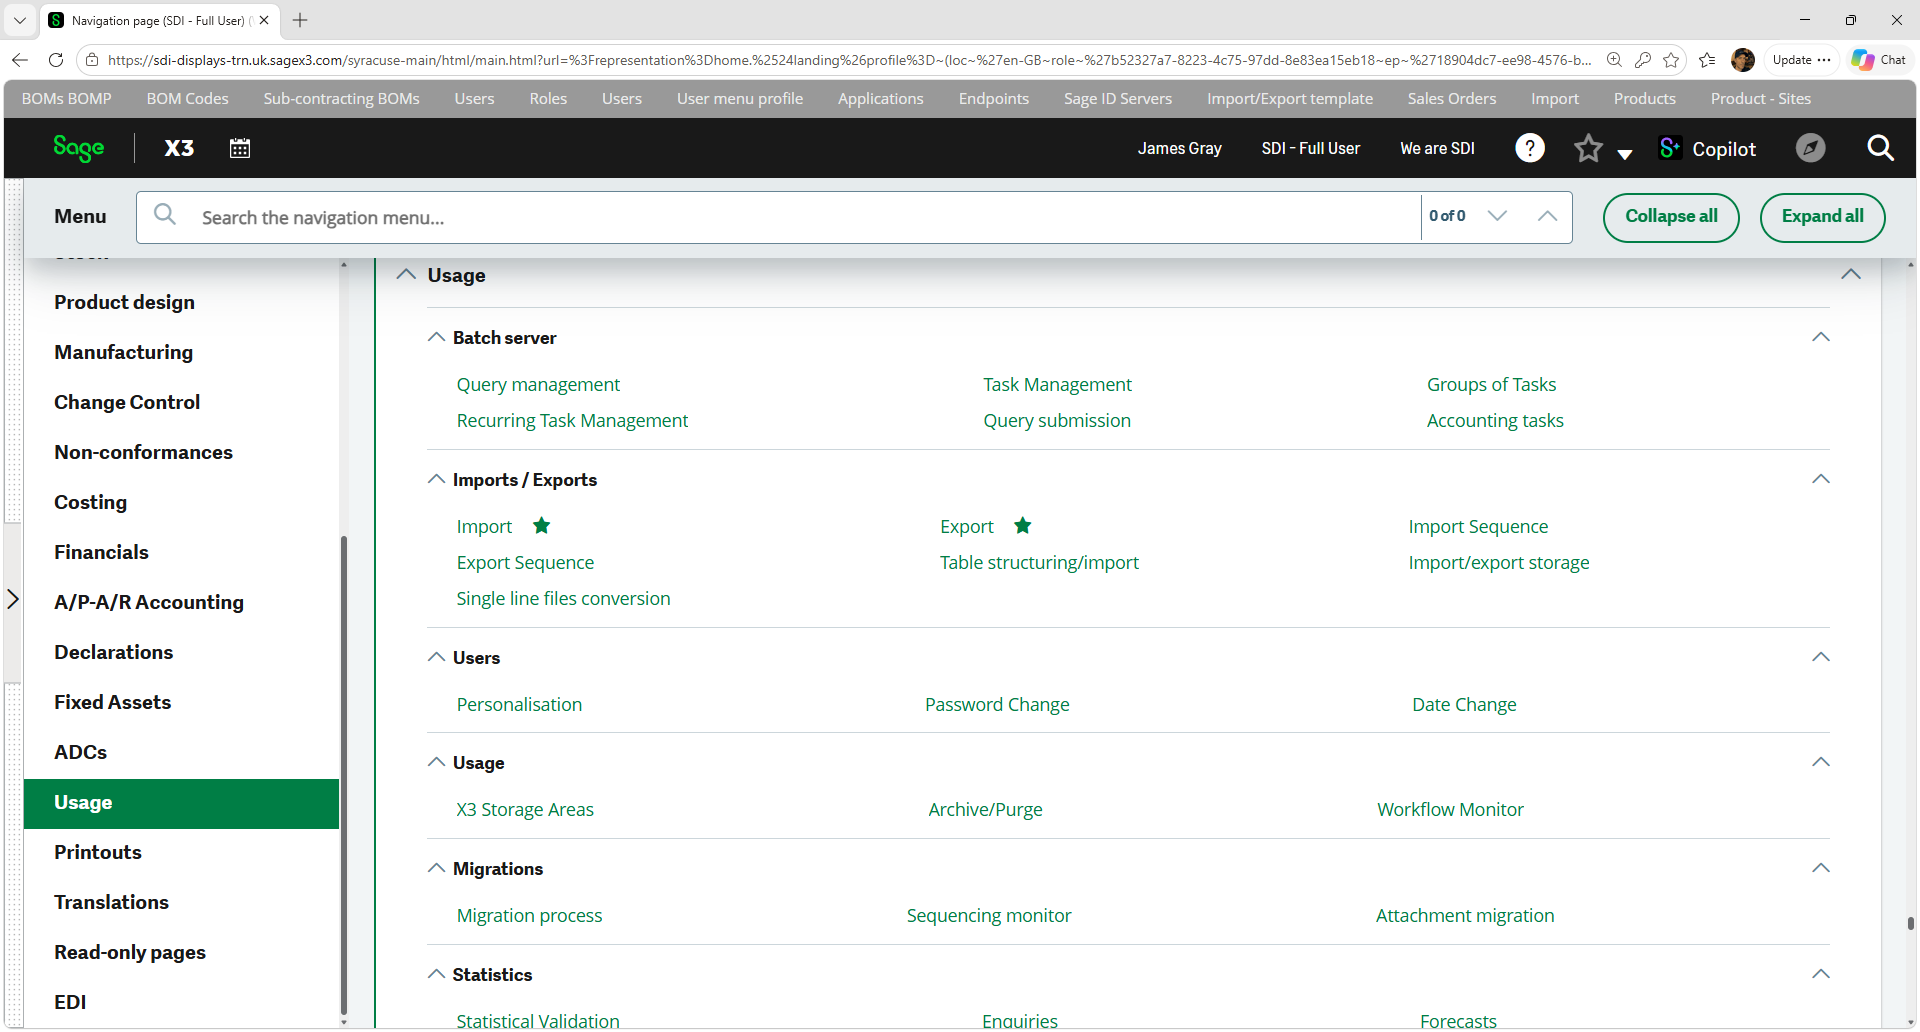 Navigation page (SDI - Full User) (
https://sdi-displays-trn.uk.sagex3.com/syracuse-main/html/main.html?url=%3Frepresentation%3Dhome.%2524landing%26profile%3D~(loc~%27en-GB~role~%27b52327a7-8223-4c75-97dd-8e83ea15eb18~ep~%2718904dc7-ee98-4576-b...
Update
Chat
BOMs BOMP BOM Codes Sub-contracting BOMs Users Roles Users User menu profile Applications Endpoints Sage ID Servers Import/Export template Sales Orders Import Products Product - Sites
Sage X3 James Gray SDI - Full User We are SDI ? Copilot
Menu Search the navigation menu... 0 of 0 Collapse all Expand all
Product design
Manufacturing
Change Control
Non-conformances
Costing
Financials
A/P-A/R Accounting
Declarations
Fixed Assets
ADCs
Usage
Printouts
Translations
Read-only pages
EDI
Usage
Batch server
Query management Task Management Groups of Tasks
Recurring Task Management Query submission Accounting tasks
Imports / Exports
Import Export Import Sequence
Export Sequence Table structuring/import Import/export storage
Single line files conversion
Users
Personalisation Password Change Date Change
Usage
X3 Storage Areas Archive/Purge Workflow Monitor
Migrations
Migration process Sequencing monitor Attachment migration
Statistics
Statistical Validation Enquiries Forecasts